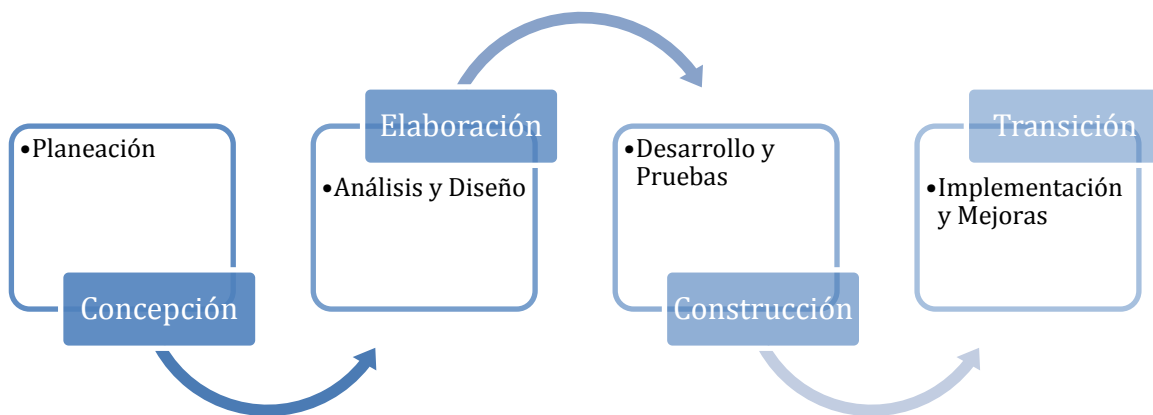 •Planeación
Concepción
Elaboración
•Análisis y Diseño
•Desarrollo y
Pruebas
Construcción
Transición
•Implementación
y Mejoras